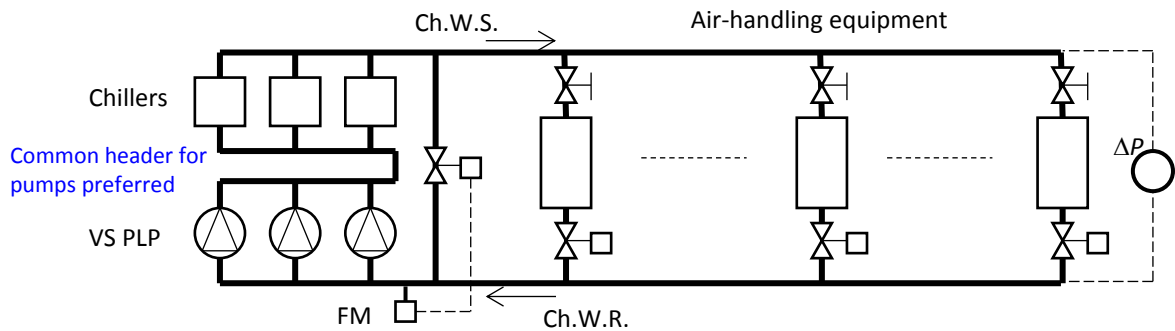 Ch.W.S.
Air-handling equipment
Chillers
Common header for
pumps preferred
ΔP
VS PLP
FM
Ch.W.R.